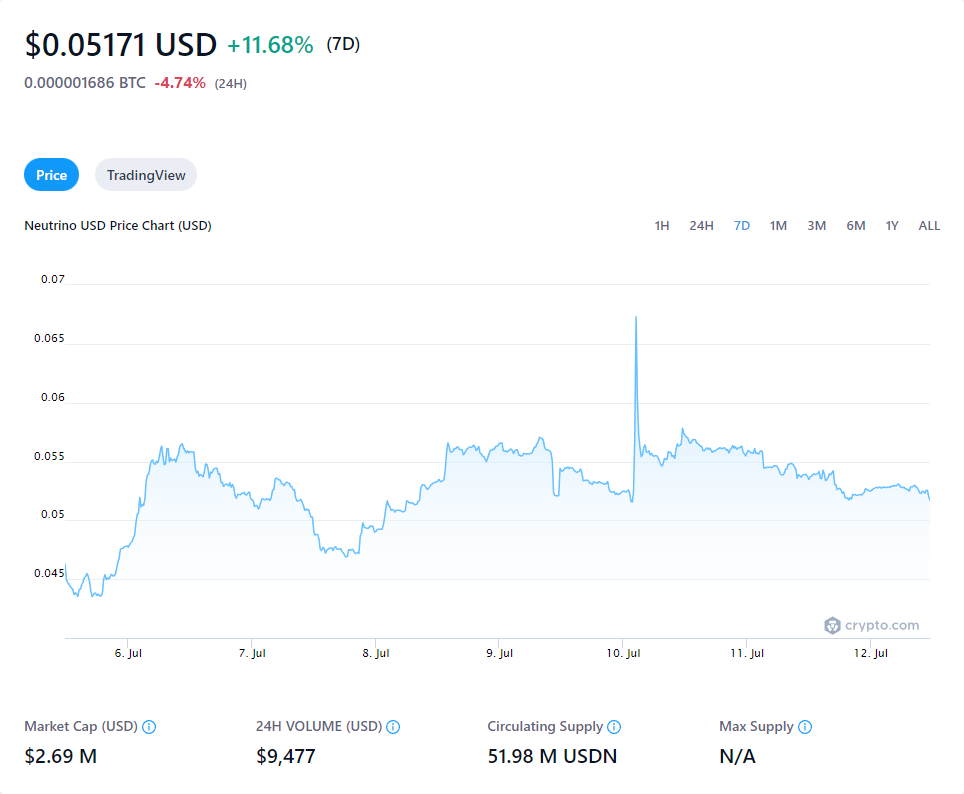 $0.05171 USD +11.68% (7D)
0.000001686 BTC -4.74% (24H)
Price TradingView
Neutrino USD Price Chart (USD) 1H 24H 7D 1M 3M 6M 1Y ALL
0.07
0.065
0.06
0.055
0.05
0.045
crypto.com
6. Jul 7. Jul 8. Jul 9. Jul 10. Jul 11. Jul 12. Jul
Market Cap (USD) 24H VOLUME (USD) Circulating Supply Max Supply
$2.69 M $9,477 51.98 M USDN N/A